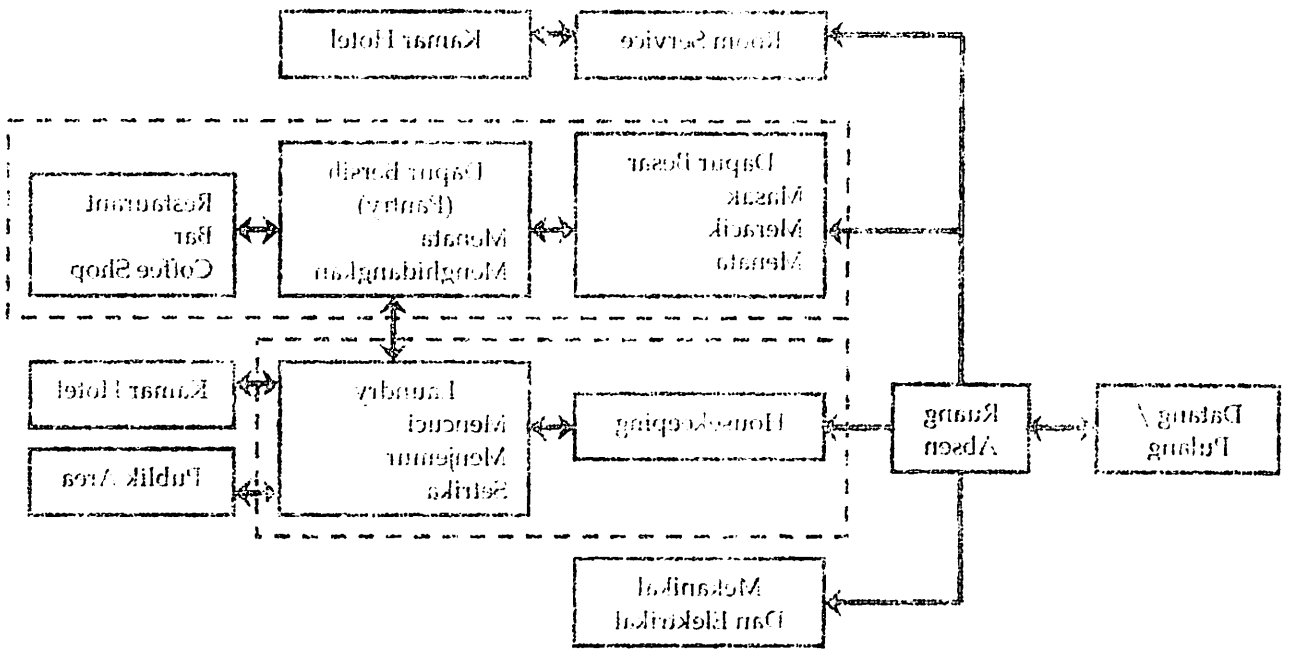 Room Service
Kamar Hotel
Dapur Besar
Masak
Meracik
Menata
Dapur Bersih
(Pantry)
Menata
Menghidangkan
Restaurant
Bar
Coffee Shop
Datang /
Pulang
Ruang
Absen
Housekeeping
Laundry
Mencuci
Menjemur
Setrika
Kamar Hotel
Publik Area
Mekanikal
Dan Elektrikal